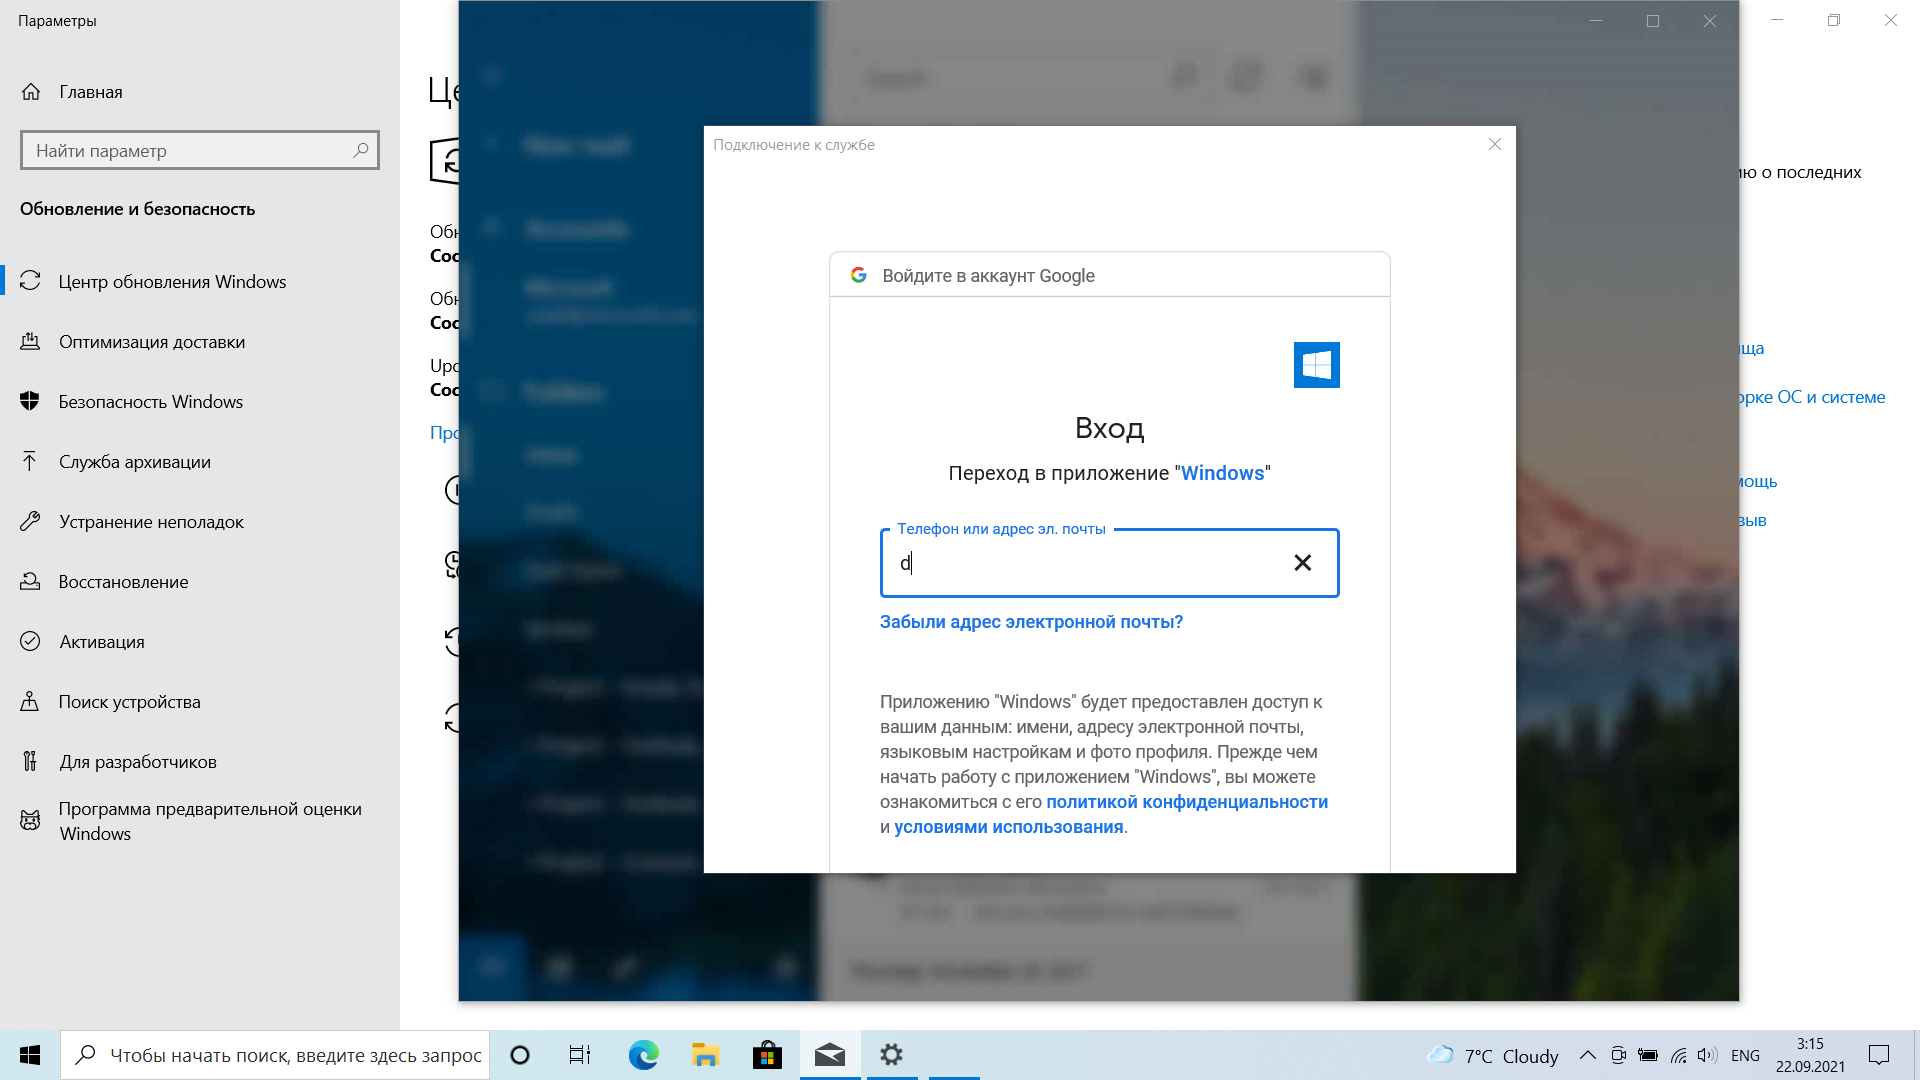 Параметры
Главная
Найти параметр
Обновление и безопасность
Центр обновления Windows
Оптимизация доставки
Безопасность Windows
Служба архивации
Устранение неполадок
Восстановление
Активация
Поиск устройства
Для разработчиков
Программа предварительной оценки
Windows
Це
Обн
Сос
Обн
Сос
Upd
Сос
Про
Подключение к службе
Войдите в аккаунт Google
Вход
Переход в приложение "Windows"
Телефон или адрес эл. почты
d
Забыли адрес электронной почты?
Приложению "Windows" будет предоставлен доступ к
вашим данным: имени, адресу электронной почты,
языковым настройкам и фото профиля. Прежде чем
начать работу с приложением "Windows", вы можете
ознакомиться с его политикой конфиденциальности
и условиями использования.
ию о последних
ища
орке ОС и системе
мощь
зыв
Чтобы начать поиск, введите здесь запрос
7°C Cloudy
ENG
3:15
22.09.2021